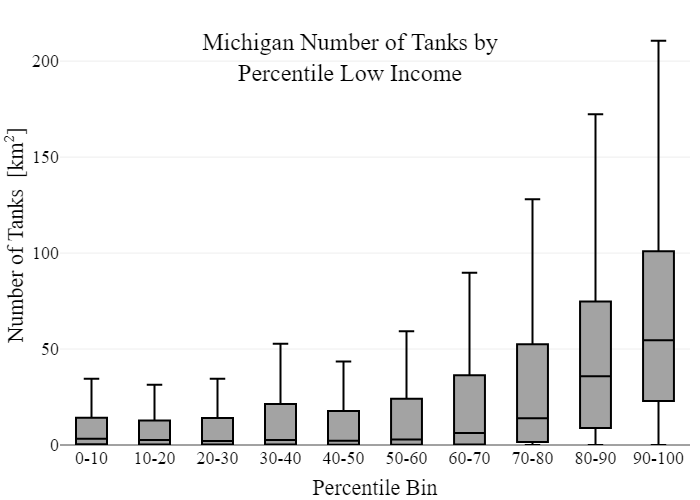 Michigan Number of Tanks by
Percentile Low Income
Number of Tanks [km²]
200
150
100
50
0
0-10 10-20 20-30 30-40 40-50 50-60 60-70 70-80 80-90 90-100
Percentile Bin